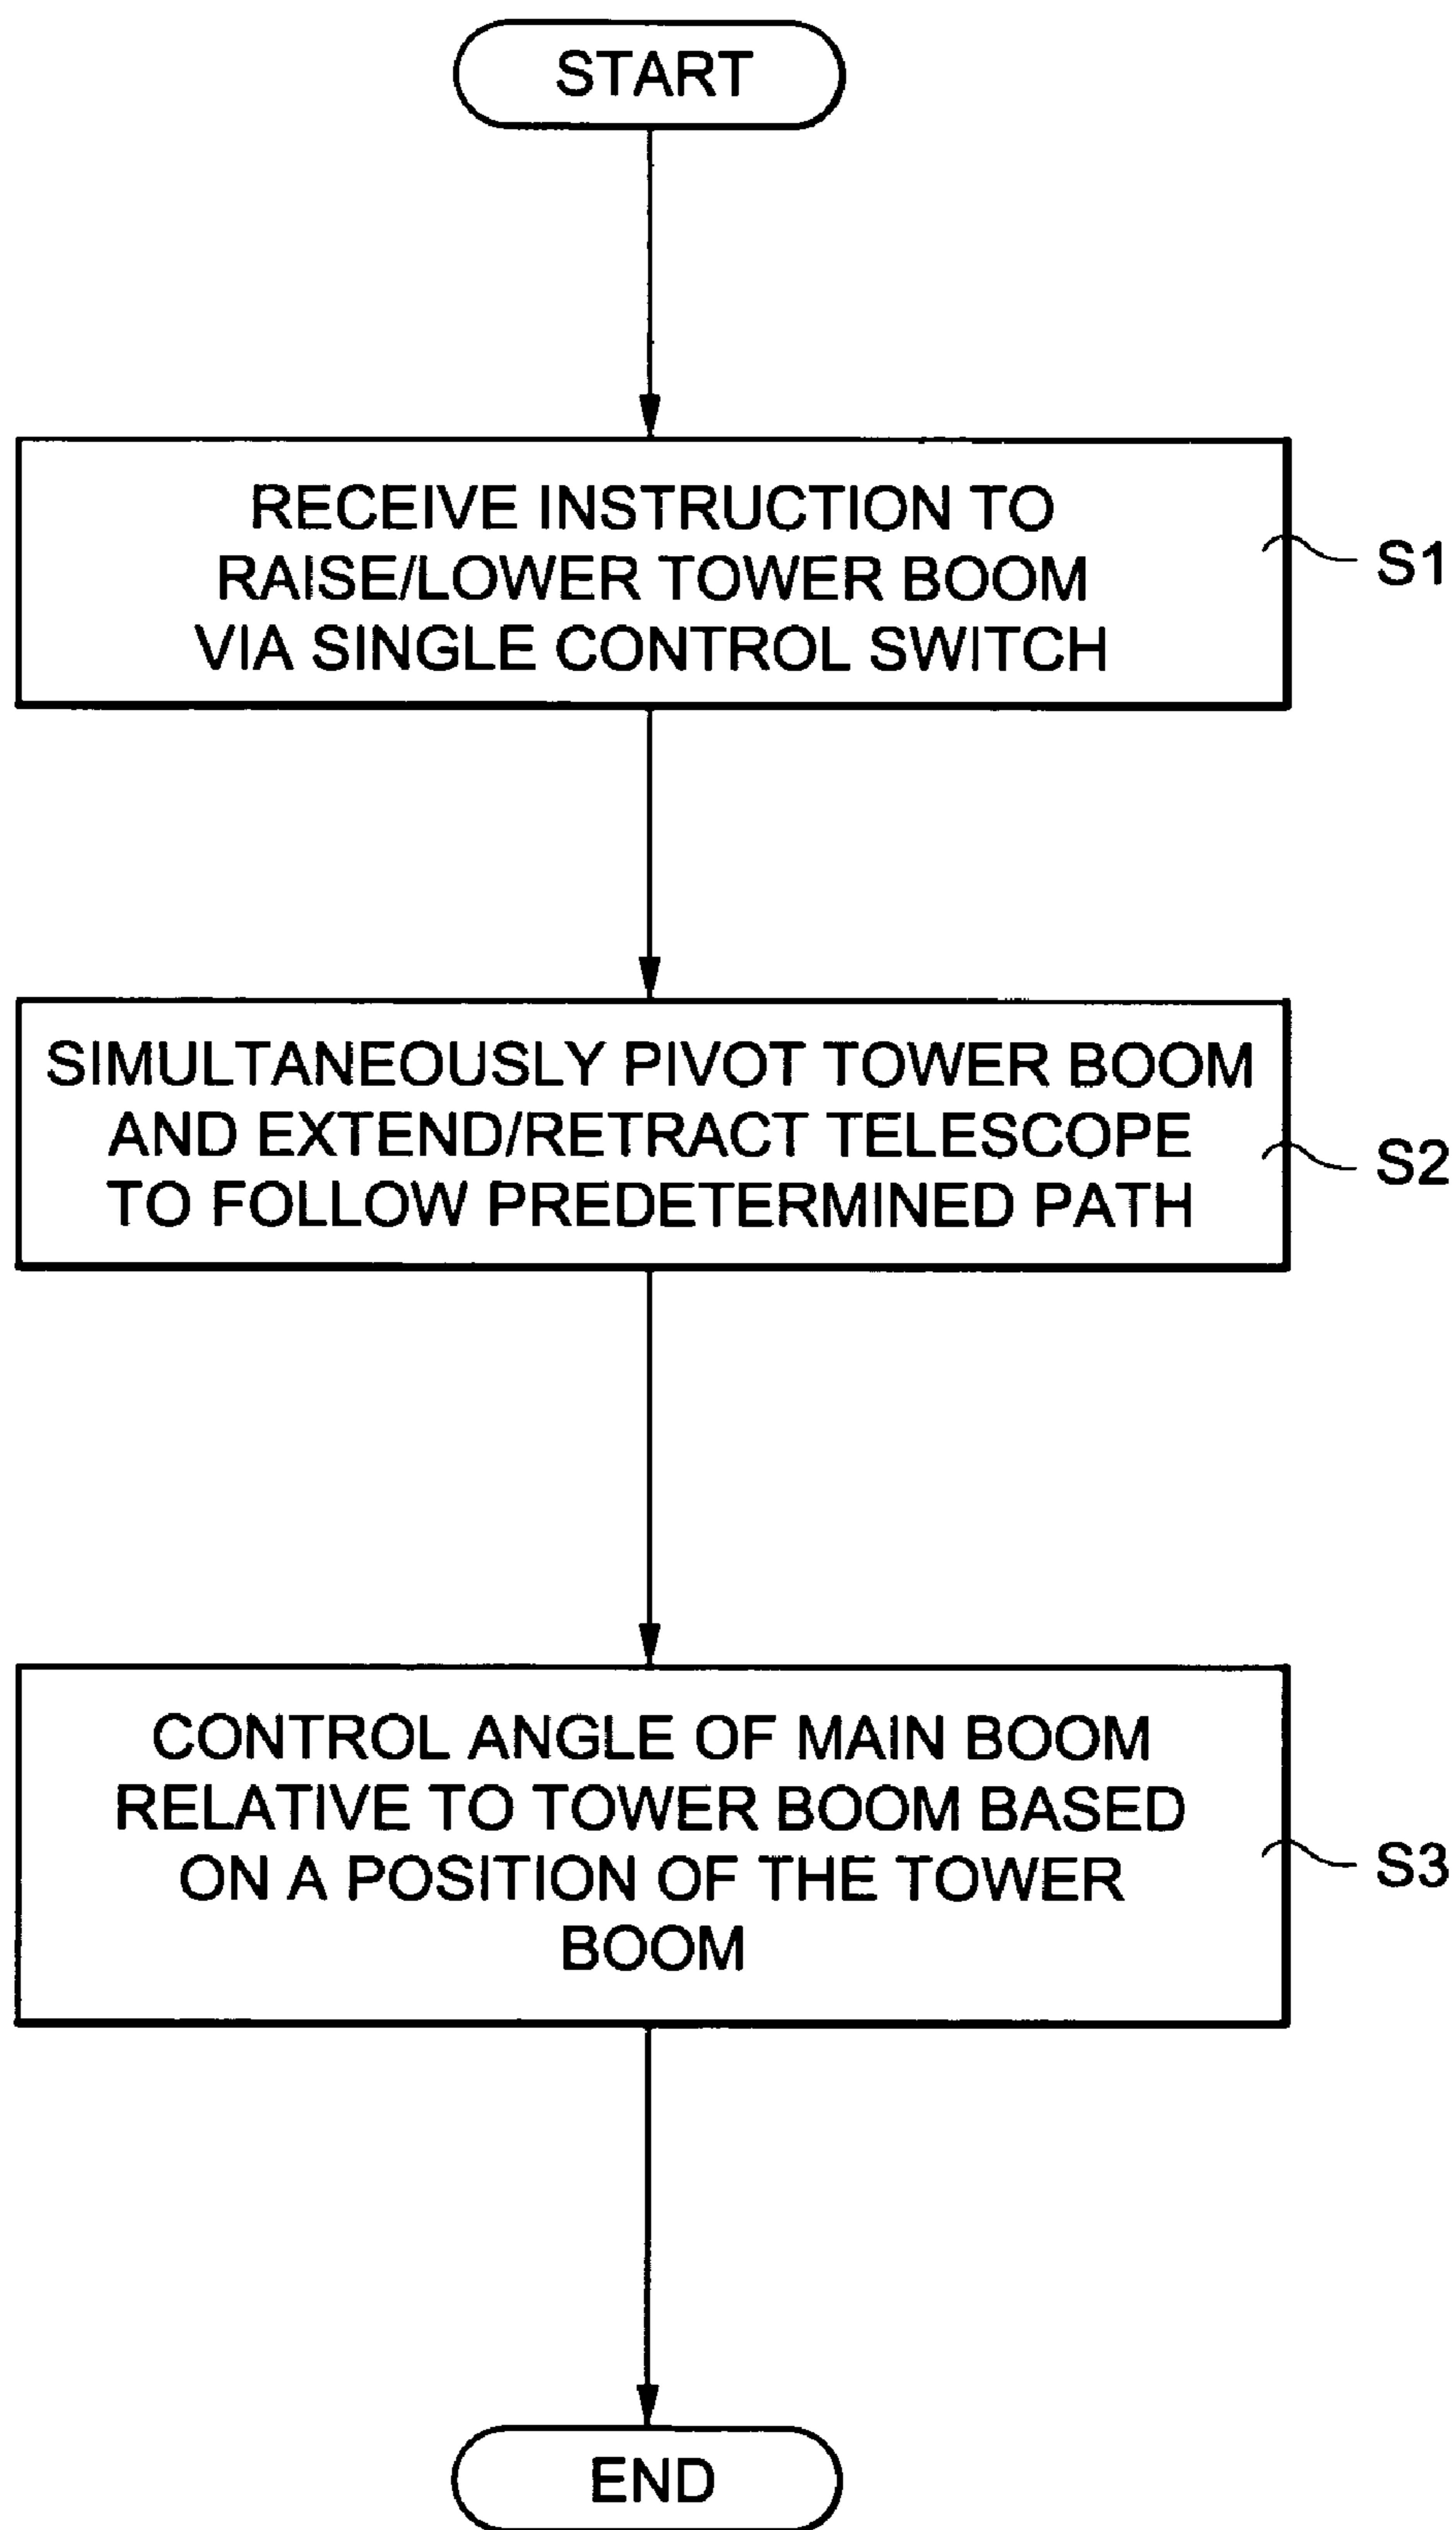 START
RECEIVE INSTRUCTION TO
RAISE/LOWER TOWER BOOM
VIA SINGLE CONTROL SWITCH
S1
SIMULTANEOUSLY PIVOT TOWER BOOM
AND EXTEND/RETRACT TELESCOPE
TO FOLLOW PREDETERMINED PATH
S2
CONTROL ANGLE OF MAIN BOOM
RELATIVE TO TOWER BOOM BASED
ON A POSITION OF THE TOWER
BOOM
S3
END